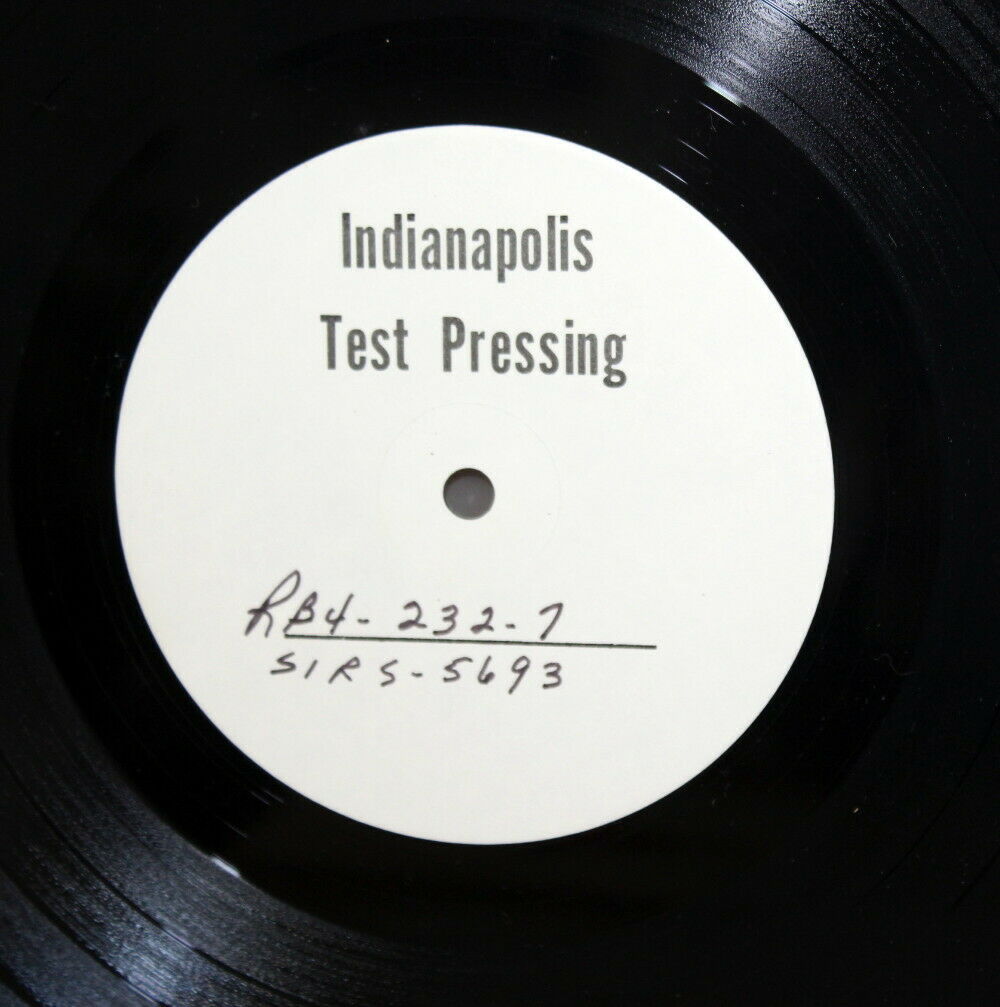 Indianapolis
Test Pressing
RB4-232-7
SIRS-5693